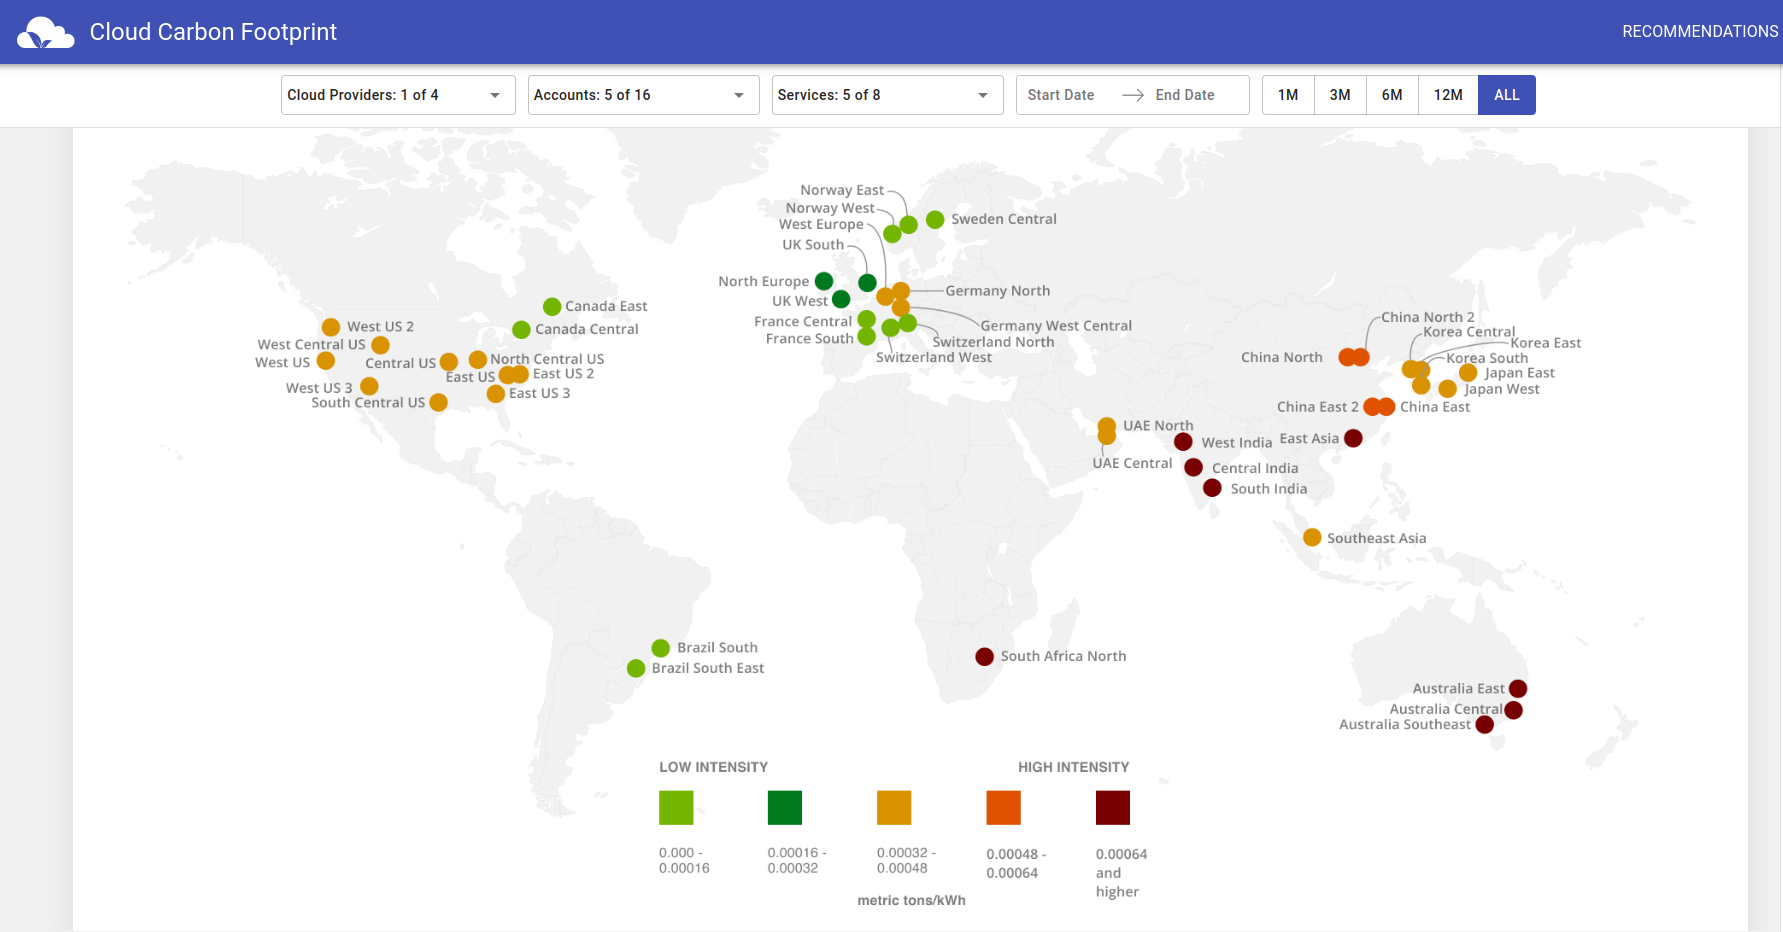 Cloud Carbon Footprint
RECOMMENDATIONS
Cloud Providers: 1 of 4
Accounts: 5 of 16
Services: 5 of 8
Start Date
End Date
1M
3M
6M
12M
ALL
Norway East
Norway West
Sweden Central
West Europe
UK South
North Europe
Germany North
UK West
Canada East
France Central
Germany West Central
China North 2
West US 2
Canada Central
Korea Central
France South
Switzerland North
West Central US
Korea East
Switzerland West
China North
Korea South
West US
Central US
North Central US
Japan East
East US
East US 2
West US 3
Japan West
East US 3
South Central US
China East 2
China East
UAE North
West India
East Asia
UAE Central
Central India
South India
Southeast Asia
Brazil South
South Africa North
Brazil South East
Australia East
Australia Central
Australia Southeast
LOW INTENSITY
HIGH INTENSITY
0.000 -
0.00016
0.00016 -
0.00032
0.00032 -
0.00048
0.00048 -
0.00064
0.00064
and
higher
metric tons/kWh